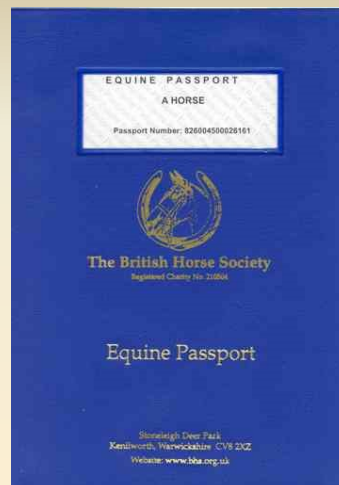 EQUINE PASSPORT
A HORSE
Passport Number: 826004500026161
The British Horse Society
Registered Charity No. 210504
Equine Passport
Stoneleigh Deer Park
Kenilworth, Warwickshire CV8 2XZ
Website: www.bhs.org.uk